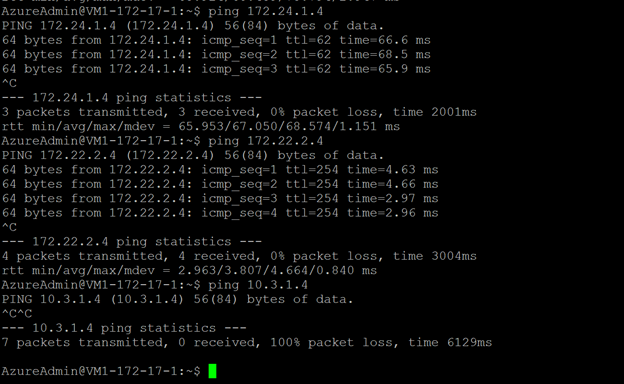 AzureAdmin@VM1-172-17-1:~$ ping 172.24.1.4
PING 172.24.1.4 (172.24.1.4) 56(84) bytes of data.
64 bytes from 172.24.1.4: icmp_seq=1 ttl=62 time=66.6 ms
64 bytes from 172.24.1.4: icmp_seq=2 ttl=62 time=68.5 ms
64 bytes from 172.24.1.4: icmp_seq=3 ttl=62 time=65.9 ms
^C
--- 172.24.1.4 ping statistics ---
3 packets transmitted, 3 received, 0% packet loss, time 2001ms
rtt min/avg/max/mdev = 65.953/67.050/68.574/1.151 ms
AzureAdmin@VM1-172-17-1:~$ ping 172.22.2.4
PING 172.22.2.4 (172.22.2.4) 56(84) bytes of data.
64 bytes from 172.22.2.4: icmp_seq=1 ttl=254 time=4.63 ms
64 bytes from 172.22.2.4: icmp_seq=2 ttl=254 time=4.66 ms
64 bytes from 172.22.2.4: icmp_seq=3 ttl=254 time=2.97 ms
64 bytes from 172.22.2.4: icmp_seq=4 ttl=254 time=2.96 ms
^C
--- 172.22.2.4 ping statistics ---
4 packets transmitted, 4 received, 0% packet loss, time 3004ms
rtt min/avg/max/mdev = 2.963/3.807/4.664/0.840 ms
AzureAdmin@VM1-172-17-1:~$ ping 10.3.1.4
PING 10.3.1.4 (10.3.1.4) 56(84) bytes of data.
^C^C
--- 10.3.1.4 ping statistics ---
7 packets transmitted, 0 received, 100% packet loss, time 6129ms
AzureAdmin@VM1-172-17-1:~$